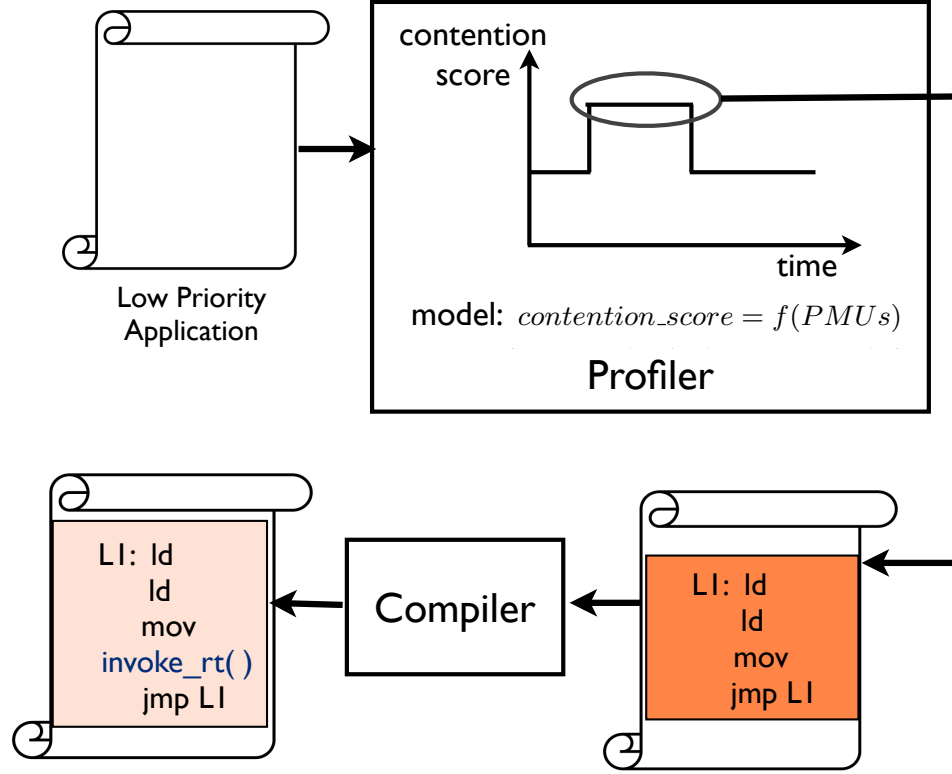 contention
score
time
model: contention_score = f(PMUs)
Profiler
Low Priority
Application
L1: ld
ld
mov
invoke_rt( )
jmp L1
Compiler
L1: ld
ld
mov
jmp L1